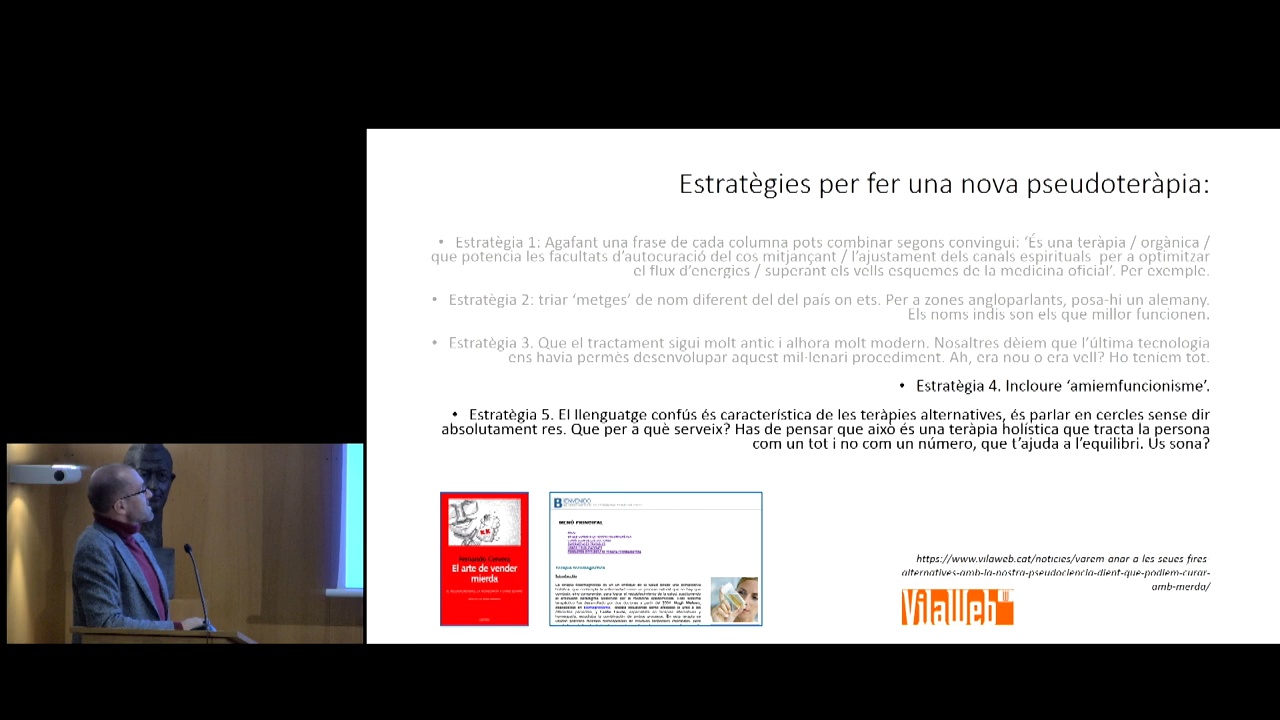 Estratègies per fer una nova pseudoteràpia:
• Estratègia 1: Agafant una frase de cada columna pots combinar segons convingui: ‘És una teràpia / orgànica /
que potencia les facultats d’autocuració del cos mitjançant / l’ajustament dels canals espirituals per a optimitzar
el flux d’energies / superant els vells esquemes de la medicina oficial’. Per exemple.
• Estratègia 2: triar ‘metges’ de nom diferent del del país on ets. Per a zones angloparlants, posa-hi un alemany.
Els noms indis son els que millor funcionen.
• Estratègia 3. Que el tractament sigui molt antic i alhora molt modern. Nosaltres dèiem que l’última tecnologia
ens havia permès desenvolupar aquest mil·lenari procediment. Ah, era nou o era vell? Ho teníem tot.
• Estratègia 4. Incloure ‘amiemfuncionisme’.
• Estratègia 5. El llenguatge confús és característica de les teràpies alternatives, és parlar en cercles sense dir
absolutament res. Que per a què serveix? Has de pensar que això és una teràpia holística que tracta la persona
com un tot i no com un número, que t’ajuda a l’equilibri. Us sona?
Fernando Cervera
El arte de vender
mierda
BIENVENIDO
MENÚ PRINCIPAL
https://www.vilaweb.cat/noticies/varem-anar-a-les-seues-fires-
alternatives-amb-la-nostra-pseudociencia-dient-que-podiem-curar-
amb-merda/
VilaWeb